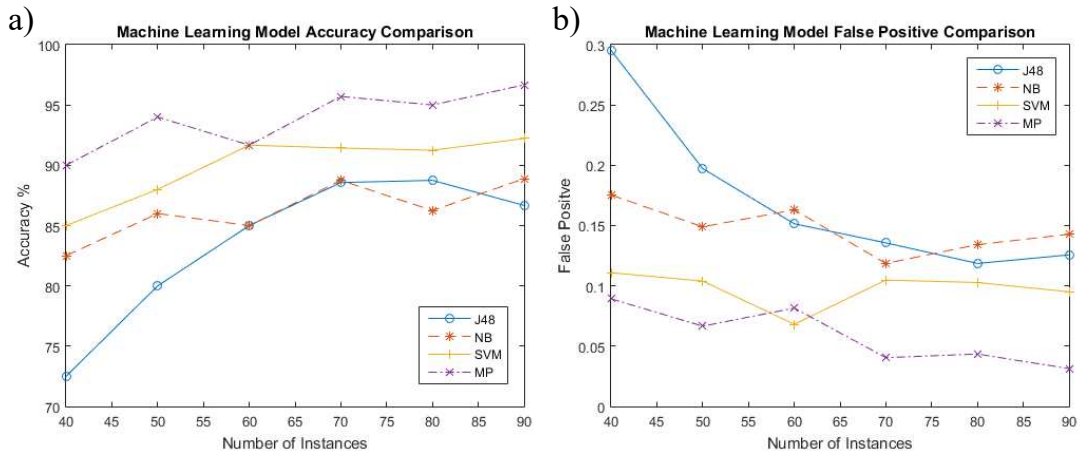 a)
Machine Learning Model Accuracy Comparison
100
95
90
85
80
75
70
Accuracy %
40 45 50 55 60 65 70 75 80 85 90
Number of Instances
J48
NB
SVM
MP
b)
Machine Learning Model False Positive Comparison
0.3
0.25
0.2
0.15
0.1
0.05
0
False Positve
40 45 50 55 60 65 70 75 80 85 90
Number of Instances
J48
NB
SVM
MP